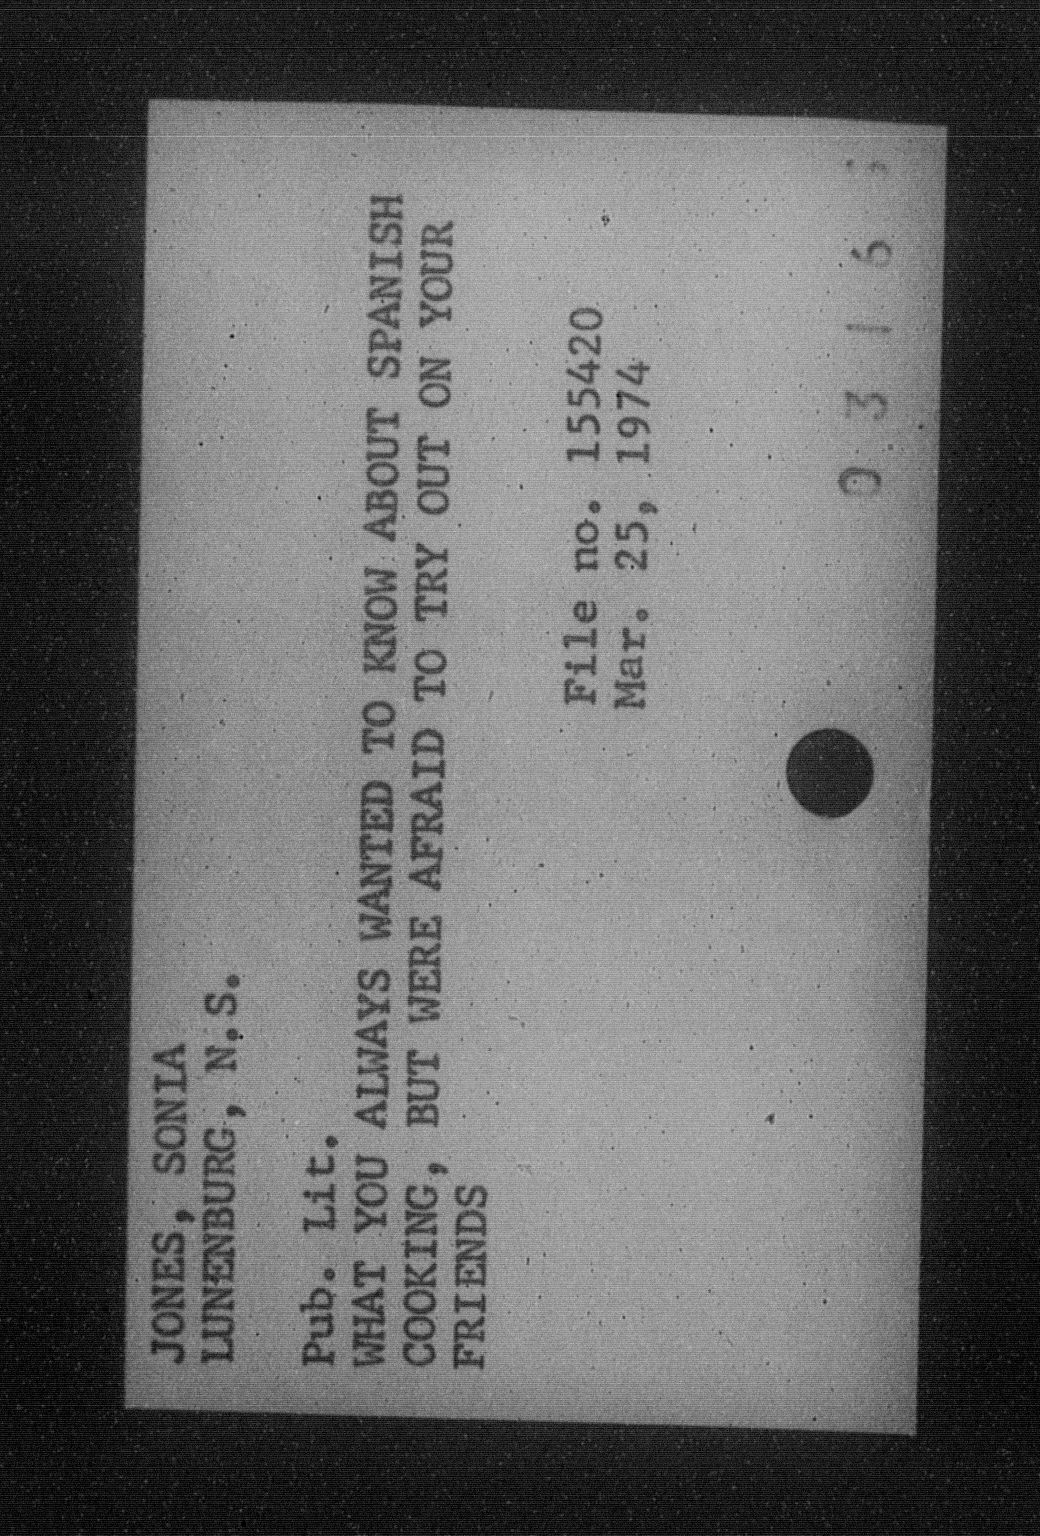 JONES, SONIA
LUNENBURG, N.S.
Pub. Lit.
WHAT YOU ALWAYS WANTED TO KNOW ABOUT SPANISH
COOKING, BUT WERE AFRAID TO TRY OUT ON YOUR
FRIENDS
File no. 155420
Mar. 25, 1974